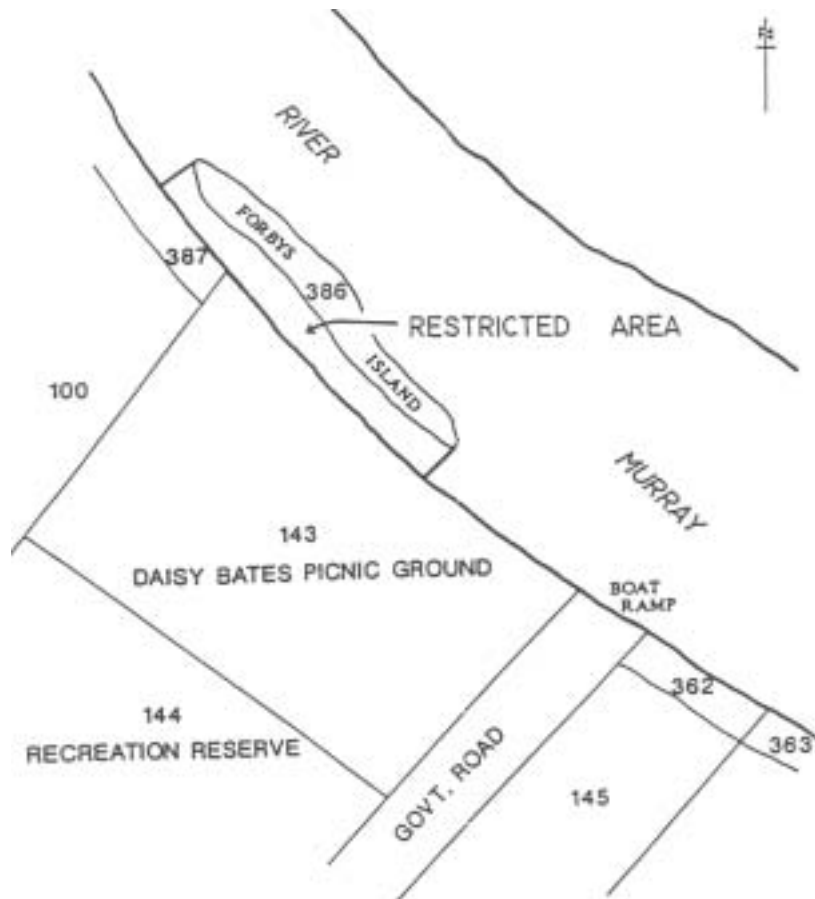 RIVER
FORBYS
387
386
RESTRICTED AREA
ISLAND
100
MURRAY
143
DAISY BATES PICNIC GROUND
BOAT
RAMP
362
144
RECREATION RESERVE
363
GOVT. ROAD
145